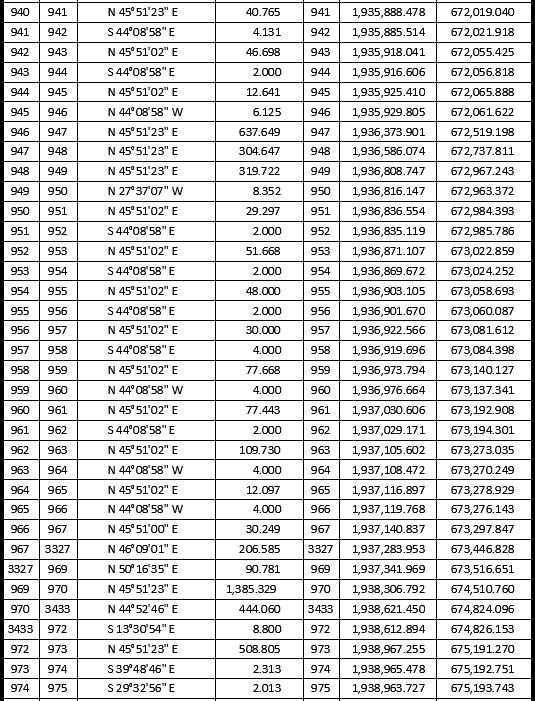 940 941 N 45°51'23" E 40.765 941 1,935,888.478 672,019.040
941 942 S 44°08'58" E 4.131 942 1,935,885.514 672,021.918
942 943 N 45°51'02" E 46.698 943 1,935,918.041 672,055.425
943 944 S 44°08'58" E 2.000 944 1,935,916.606 672,056.818
944 945 N 45°51'02" E 12.641 945 1,935,925.410 672,065.888
945 946 N 44°08'58" W 6.125 946 1,935,929.805 672,061.622
946 947 N 45°51'23" E 637.649 947 1,936,373.901 672,519.198
947 948 N 45°51'23" E 304.647 948 1,936,586.074 672,737.811
948 949 N 45°51'23" E 319.722 949 1,936,808.747 672,967.243
949 950 N 27°37'07" W 8.352 950 1,936,816.147 672,963.372
950 951 N 45°51'02" E 29.297 951 1,936,836.554 672,984.393
951 952 S 44°08'58" E 2.000 952 1,936,835.119 672,985.786
952 953 N 45°51'02" E 51.668 953 1,936,871.107 673,022.859
953 954 S 44°08'58" E 2.000 954 1,936,869.672 673,024.252
954 955 N 45°51'02" E 48.000 955 1,936,903.105 673,058.693
955 956 S 44°08'58" E 2.000 956 1,936,901.670 673,060.087
956 957 N 45°51'02" E 30.000 957 1,936,922.566 673,081.612
957 958 S 44°08'58" E 4.000 958 1,936,919.696 673,084.398
958 959 N 45°51'02" E 77.668 959 1,936,973.794 673,140.127
959 960 N 44°08'58" W 4.000 960 1,936,976.664 673,137.341
960 961 N 45°51'02" E 77.443 961 1,937,030.606 673,192.908
961 962 S 44°08'58" E 2.000 962 1,937,029.171 673,194.301
962 963 N 45°51'02" E 109.730 963 1,937,105.602 673,273.035
963 964 N 44°08'58" W 4.000 964 1,937,108.472 673,270.249
964 965 N 45°51'02" E 12.097 965 1,937,116.897 673,278.929
965 966 N 44°08'58" W 4.000 966 1,937,119.768 673,276.143
966 967 N 45°51'00" E 30.249 967 1,937,140.837 673,297.847
967 3327 N 46°09'01" E 206.585 3327 1,937,283.953 673,446.828
3327 969 N 50°16'35" E 90.781 969 1,937,341.969 673,516.651
969 970 N 45°51'23" E 1,385.329 970 1,938,306.792 674,510.760
970 3433 N 44°52'46" E 444.060 3433 1,938,621.450 674,824.096
3433 972 S 13°30'54" E 8.800 972 1,938,612.894 674,826.153
972 973 N 45°51'23" E 508.805 973 1,938,967.255 675,191.270
973 974 S 39°48'46" E 2.313 974 1,938,965.478 675,192.751
974 975 S 29°32'56" E 2.013 975 1,938,963.727 675,193.743